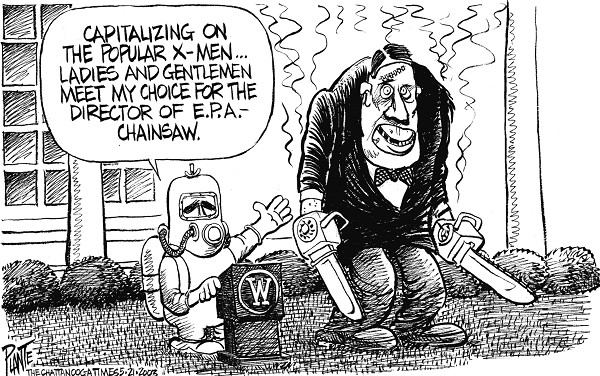 CAPITALIZING ON
THE POPULAR X-MEN...
LADIES AND GENTLEMEN
MEET MY CHOICE FOR THE
DIRECTOR OF E.P.A.-
CHAINSAW.
W
PLANTE
THE CHATTANOOGA TIMES 5·21·2003